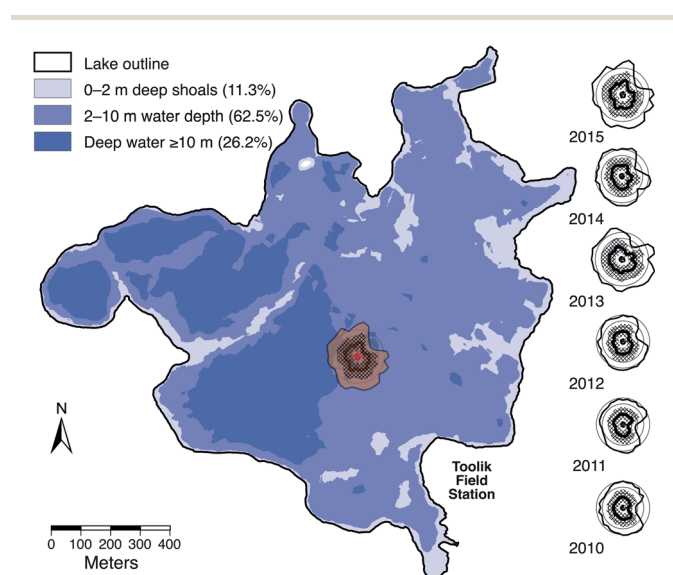 Lake outline
0–2 m deep shoals (11.3%)
2–10 m water depth (62.5%)
Deep water ≥10 m (26.2%)
2015
2014
2013
2012
2011
2010
N
Toolik
Field
Station
0 100 200 300 400
Meters